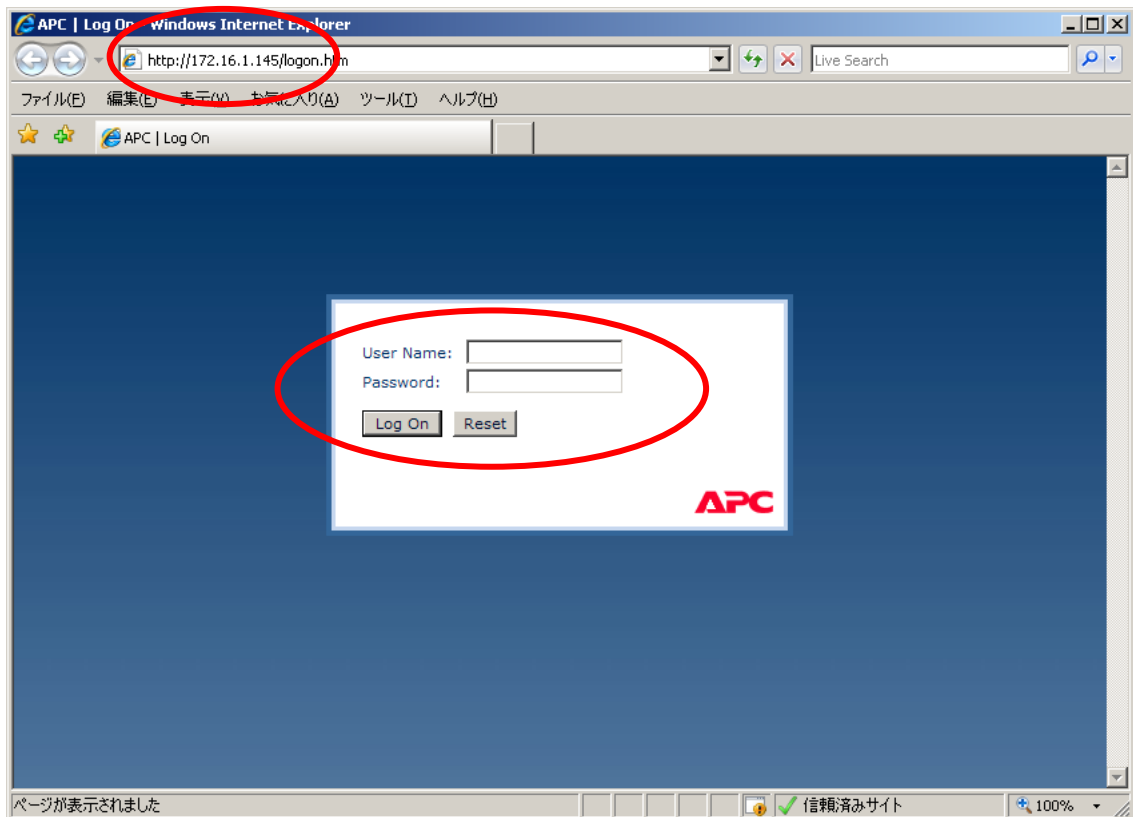 APC | Log On - Windows Internet Explorer
http://172.16.1.145/logon.htm
Live Search
ファイル(F) 編集(E) 表示(V) お気に入り(A) ツール(T) ヘルプ(H)
APC | Log On
User Name:
Password:
Log On Reset
APC
ページが表示されました 信頼済みサイト 100%